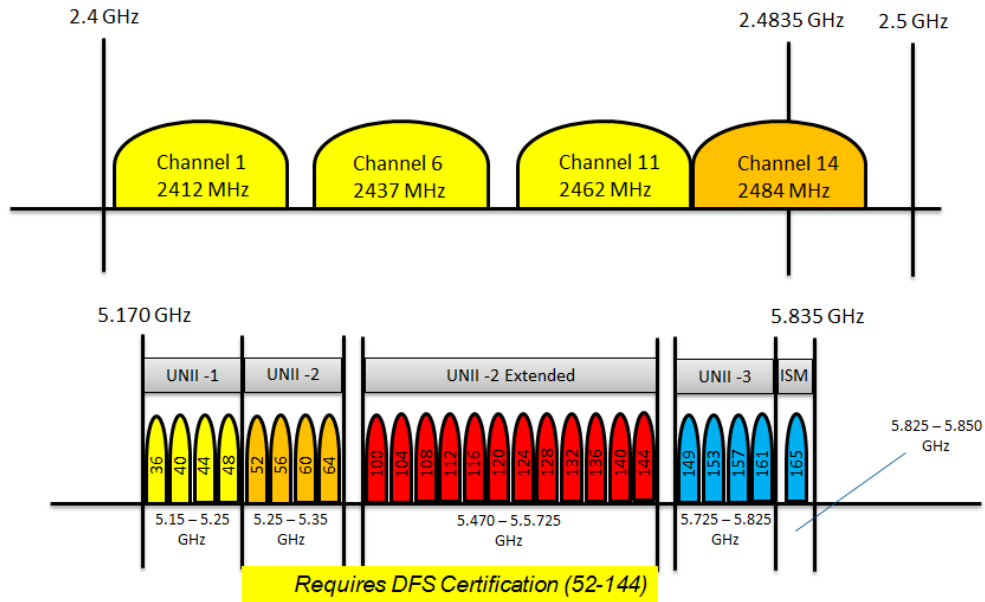 2.4 GHz
2.4835 GHz
2.5 GHz
Channel 1
2412 MHz
Channel 6
2437 MHz
Channel 11
2462 MHz
Channel 14
2484 MHz
5.170 GHz
5.835 GHz
UNII -1
UNII -2
UNII -2 Extended
UNII -3
ISM
36
40
44
48
52
56
60
64
100
104
108
112
116
120
124
128
132
136
140
144
149
153
157
161
165
5.825 – 5.850
GHz
5.15 – 5.25
GHz
5.25 – 5.35
GHz
5.470 – 5.5.725
GHz
5.725 – 5.825
GHz
Requires DFS Certification (52-144)